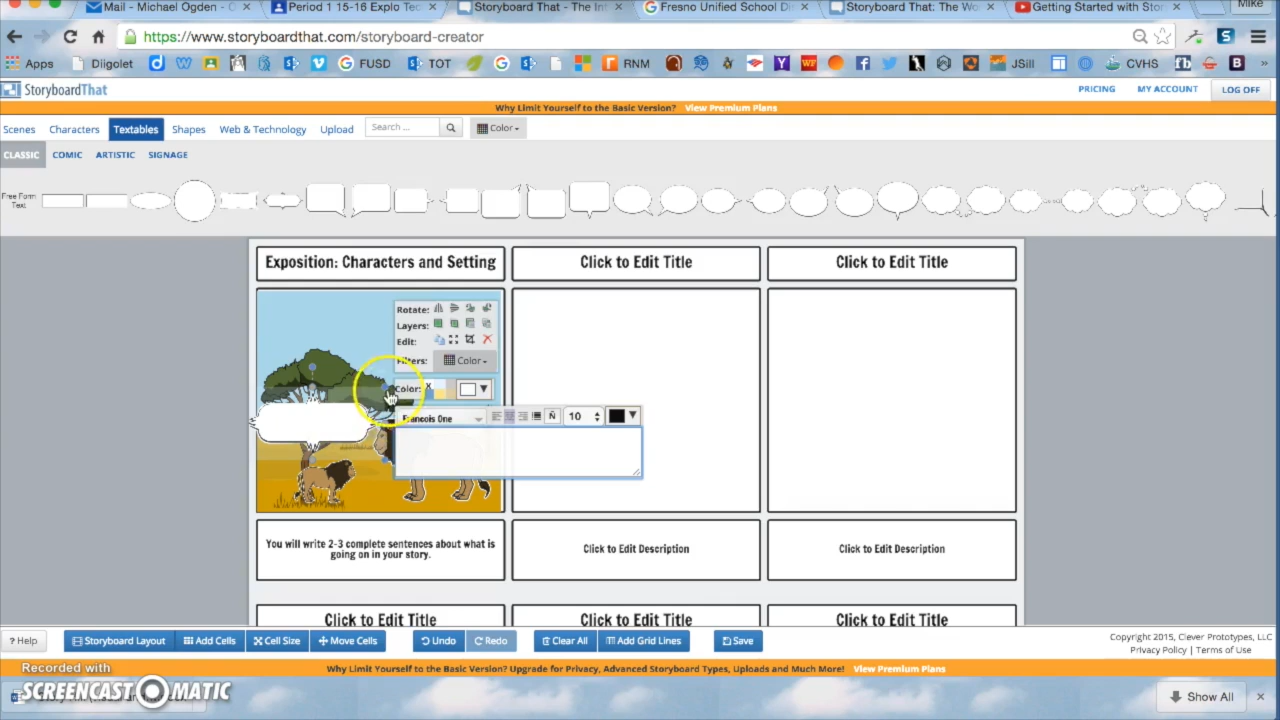 Mail - Michael Ogden - O
Period 1 15-16 Explo Tec
Storyboard That - The Int
Fresno Unified School Di
Storyboard That: The Wo
Getting Started with Stor
Mike
https://www.storyboardthat.com/storyboard-creator
Apps
Diigolet
FUSD
TOT
RNM
JSill
CVHS
StoryboardThat
PRICING
MY ACCOUNT
LOG OFF
Why Limit Yourself to the Basic Version? View Premium Plans
Scenes
Characters
Textables
Shapes
Web & Technology
Upload
Search ...
Color
CLASSIC
COMIC
ARTISTIC
SIGNAGE
Free Form
Text
Exposition: Characters and Setting
Click to Edit Title
Click to Edit Title
Rotate:
Layers:
Edit:
Filters:
Color
Color:
Francois One
10
You will write 2-3 complete sentences about what is
going on in your story.
Click to Edit Description
Click to Edit Description
Click to Edit Title
Click to Edit Title
Click to Edit Title
? Help
Storyboard Layout
Add Cells
Cell Size
Move Cells
Undo
Redo
Clear All
Add Grid Lines
Save
Copyright 2015, Clever Prototypes, LLC
Privacy Policy | Terms of Use
Why Limit Yourself to the Basic Version? Upgrade for Privacy, Advanced Storyboard Types, Uploads and Much More! View Premium Plans
Recorded with
SCREENCAST-O-MATIC
Show All